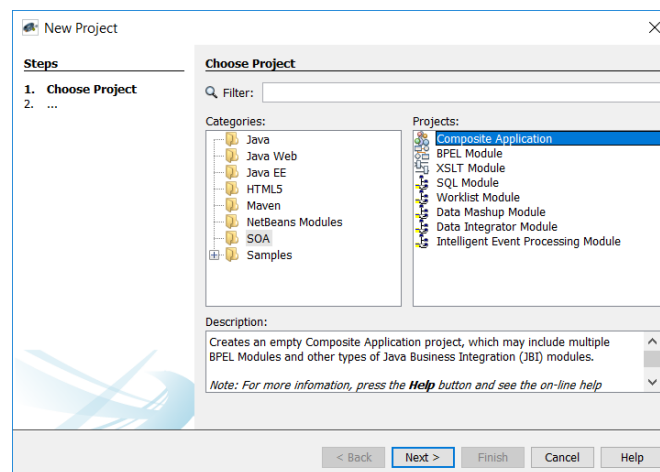 New Project
Steps
1. Choose Project
2. ...
Choose Project
Filter:
Categories:
Java
Java Web
Java EE
HTML5
Maven
NetBeans Modules
SOA
Samples
Projects:
Composite Application
BPEL Module
XSLT Module
SQL Module
Worklist Module
Data Mashup Module
Data Integrator Module
Intelligent Event Processing Module
Description:
Creates an empty Composite Application project, which may include multiple
BPEL Modules and other types of Java Business Integration (JBI) modules.
Note: For more infomation, press the Help button and see the on-line help
< Back
Next >
Finish
Cancel
Help